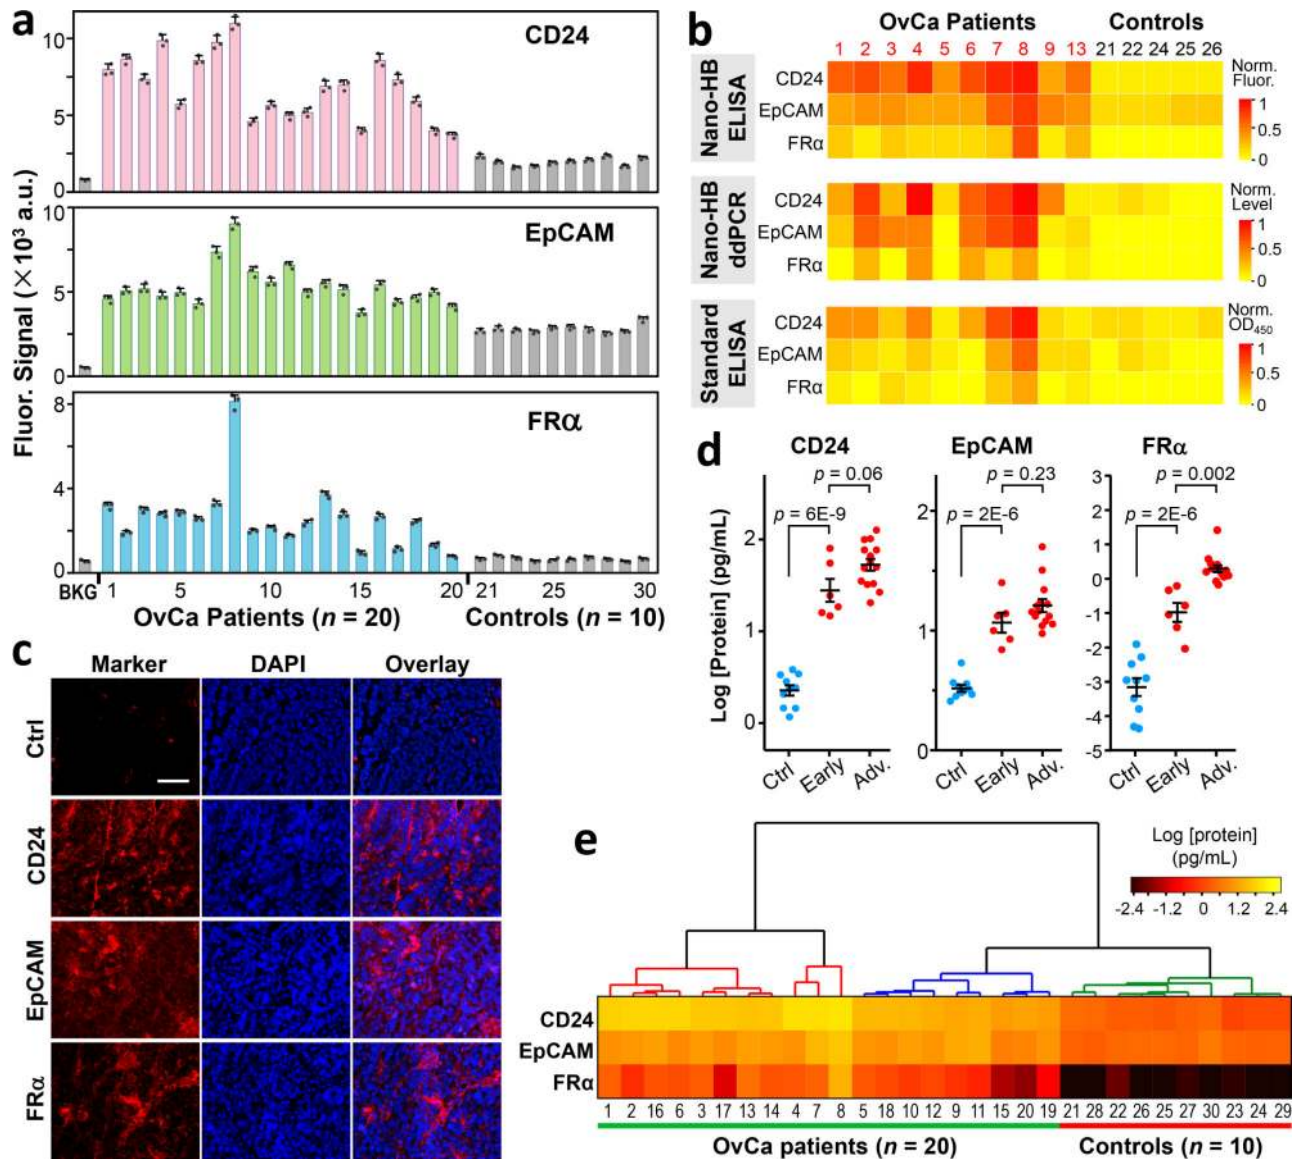 a
Fluor. Signal (×10³ a.u.)
CD24
10
5
0
EpCAM
10
5
0
FRα
8
4
0
BKG 1 5 10 15 20 21 25 30
OvCa Patients (n = 20) Controls (n = 10)
b
OvCa Patients Controls
1 2 3 4 5 6 7 8 9 13 21 22 24 25 26
Nano-HB
ELISA
CD24
EpCAM
FRα
Norm.
Fluor.
1
0.5
0
Nano-HB
ddPCR
CD24
EpCAM
FRα
Norm.
Level
1
0.5
0
Standard
ELISA
CD24
EpCAM
FRα
Norm.
OD450
1
0.5
0
c
Marker DAPI Overlay
Ctrl
CD24
EpCAM
FRα
d
Log [Protein] (pg/mL)
CD24
p = 0.06
p = 6E-9
2
1
0
Ctrl Early Adv.
EpCAM
p = 0.23
p = 2E-6
2
1
0
Ctrl Early Adv.
FRα
p = 0.002
p = 2E-6
3
2
1
0
-1
-2
-3
-4
-5
Ctrl Early Adv.
e
Log [protein]
(pg/mL)
-2.4 -1.2 0 1.2 2.4
CD24
EpCAM
FRα
1 2 16 6 3 17 13 14 4 7 8 5 18 10 12 9 11 15 20 19 21 28 22 26 25 27 30 23 24 29
OvCa patients (n = 20) Controls (n = 10)